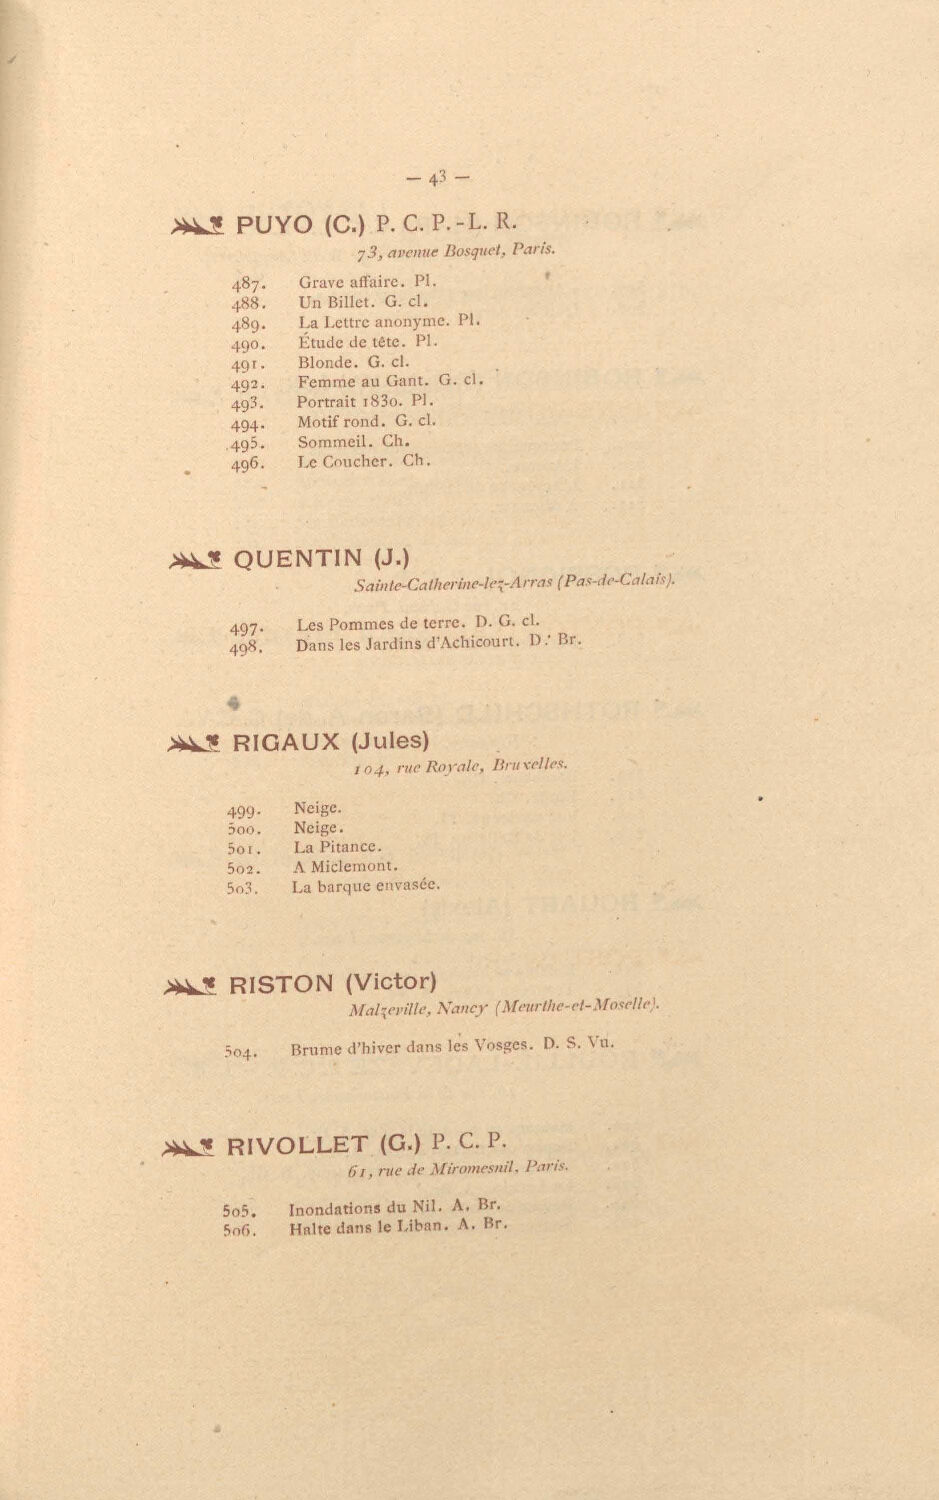 — 43 —
PUYO (C.) P. C. P.-L. R.
73, avenue Bosquet, Paris.
487. Grave affaire. Pl.
488. Un Billet. G. cl.
489. La Lettre anonyme. Pl.
490. Étude de tête. Pl.
491. Blonde. G. cl.
492. Femme au Gant. G. cl.
493. Portrait 1830. Pl.
494. Motif rond. G. cl.
495. Sommeil. Ch.
496. Le Coucher. Ch.
QUENTIN (J.)
Sainte-Catherine-lez-Arras (Pas-de-Calais).
497. Les Pommes de terre. D. G. cl.
498. Dans les Jardins d'Achicourt. D. Br.
RIGAUX (Jules)
104, rue Royale, Bruxelles.
499. Neige.
500. Neige.
501. La Pitance.
502. A Miclemont.
503. La barque envasée.
RISTON (Victor)
Malzeville, Nancy (Meurthe-et-Moselle).
504. Brume d'hiver dans les Vosges. D. S. Vu.
RIVOLLET (G.) P. C. P.
61, rue de Miromesnil, Paris.
505. Inondations du Nil. A. Br.
506. Halte dans le Liban. A. Br.